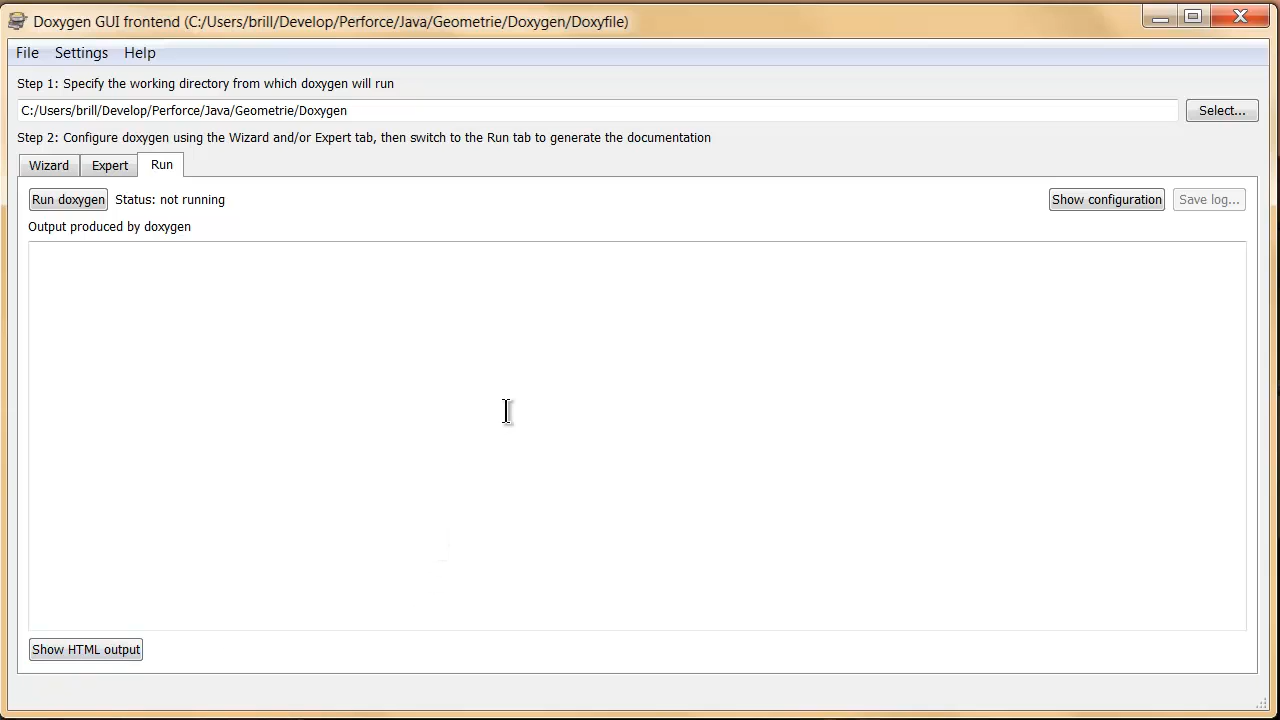 Doxygen GUI frontend (C:/Users/brill/Develop/Perforce/Java/Geometrie/Doxygen/Doxyfile)
File Settings Help
Step 1: Specify the working directory from which doxygen will run
C:/Users/brill/Develop/Perforce/Java/Geometrie/Doxygen Select...
Step 2: Configure doxygen using the Wizard and/or Expert tab, then switch to the Run tab to generate the documentation
Wizard Expert Run
Run doxygen Status: not running Show configuration Save log...
Output produced by doxygen
Show HTML output